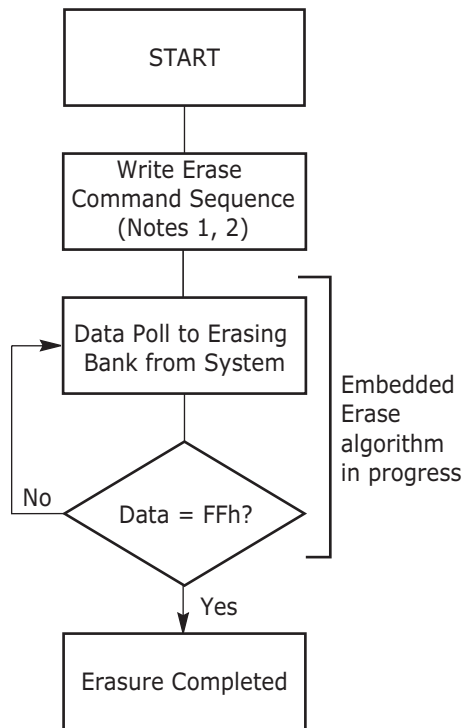 START
Write Erase
Command Sequence
(Notes 1, 2)
Data Poll to Erasing
Bank from System
Embedded
Erase
algorithm
in progress
No
Data = FFh?
Yes
Erasure Completed